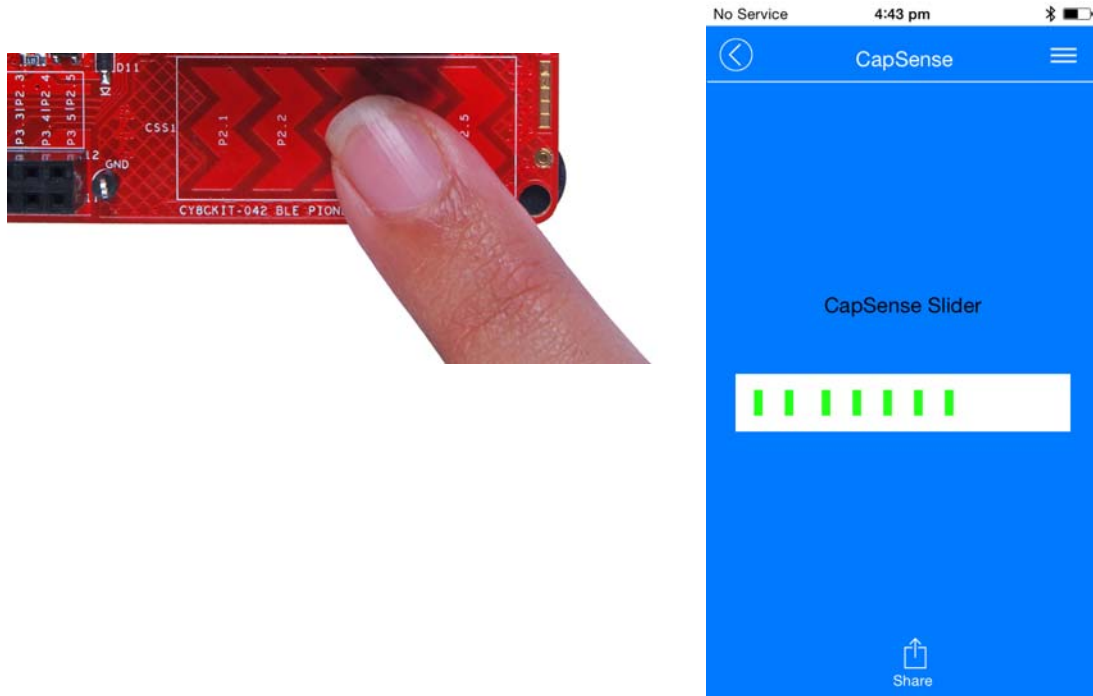 D11
P3.3|P2.3
P3.4|P2.4
P3.5|P2.5
CSS1
P2.1
P2.2
2.5
12
GND
CY8CKIT-042 BLE PION
No Service 4:43 pm
CapSense
CapSense Slider
Share